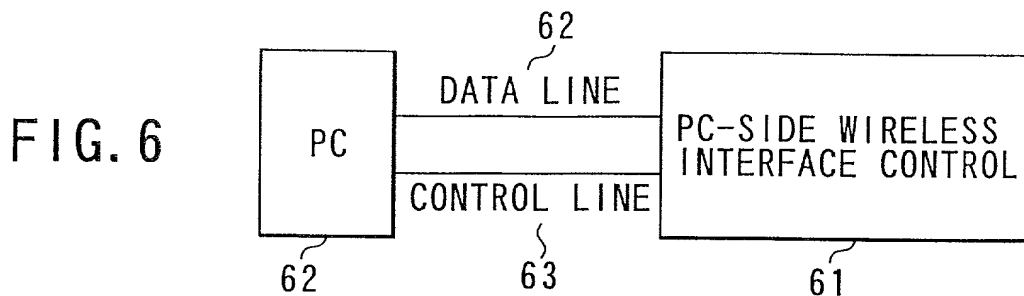 FIG. 6
62
DATA LINE
PC
PC-SIDE WIRELESS
INTERFACE CONTROL
CONTROL LINE
62
63
61